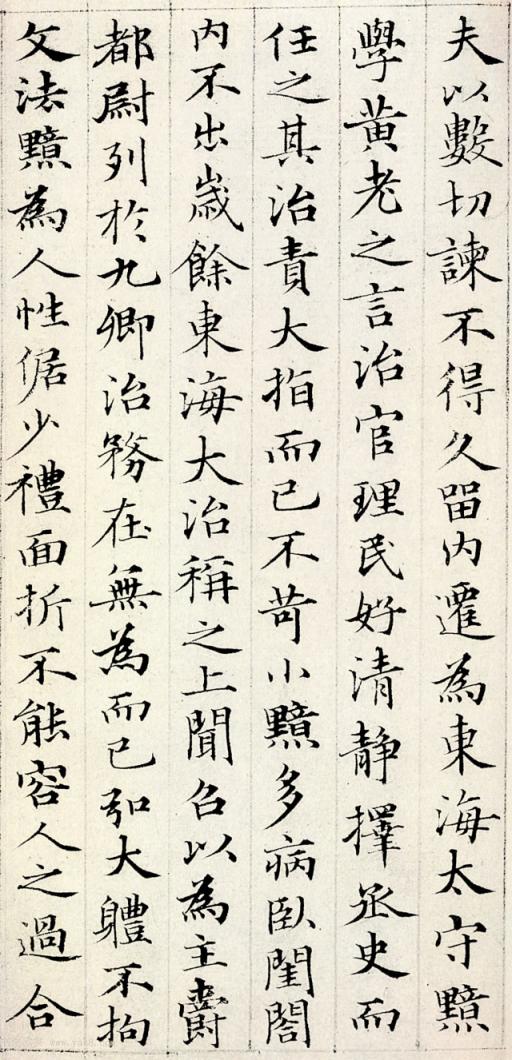 夫以數切諫不得久留內遷為東海太守黯
學黃老之言治官理民好清靜擇丞史而
任之其治責大指而已不苛小黯多病臥閨閤
內不出歲餘東海大治稱之上聞召以為主爵
都尉列於九卿治務在無為而已弘大體不拘
文法黯為人性倨少禮面折不能容人之過合